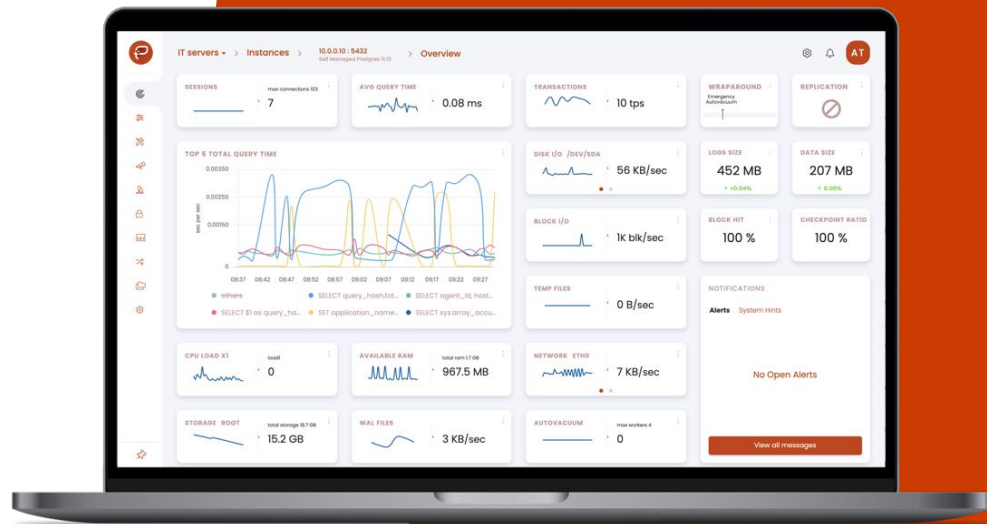 IT servers
>
Instances
>
10.0.0.10 : 5432
Self Managed Postgres 11.13
>
Overview
AT
SESSIONS
max connections 103
7
AVG QUERY TIME
0.08 ms
TRANSACTIONS
10 tps
WRAPAROUND
Emergency
Autovacuum
REPLICATION
TOP 5 TOTAL QUERY TIME
0.00350
0.00250
0.00150
0
sec per sec
08:37 08:42 08:47 08:52 08:57 09:02 09:07 09:12 09:17 09:22 09:27
others
SELECT query_hash,tot...
SELECT agent_id, host...
SELECT $1 as query_ha...
SET application_name...
SELECT sys.array_accu...
DISK I/O /DEV/SDA
56 KB/sec
LOGS SIZE
452 MB
+0.04%
DATA SIZE
207 MB
0.00%
BLOCK I/O
1K blk/sec
BLOCK HIT
100 %
CHECKPOINT RATIO
100 %
TEMP FILES
0 B/sec
NOTIFICATIONS
Alerts System Hints
No Open Alerts
View all messages
CPU LOAD X1
load1
0
AVAILABLE RAM
total ram 1.7 GB
967.5 MB
NETWORK ETH0
7 KB/sec
STORAGE ROOT
15.2 GB
WAL FILES
3 KB/sec
AUTOVACUUM
max workers 4
0